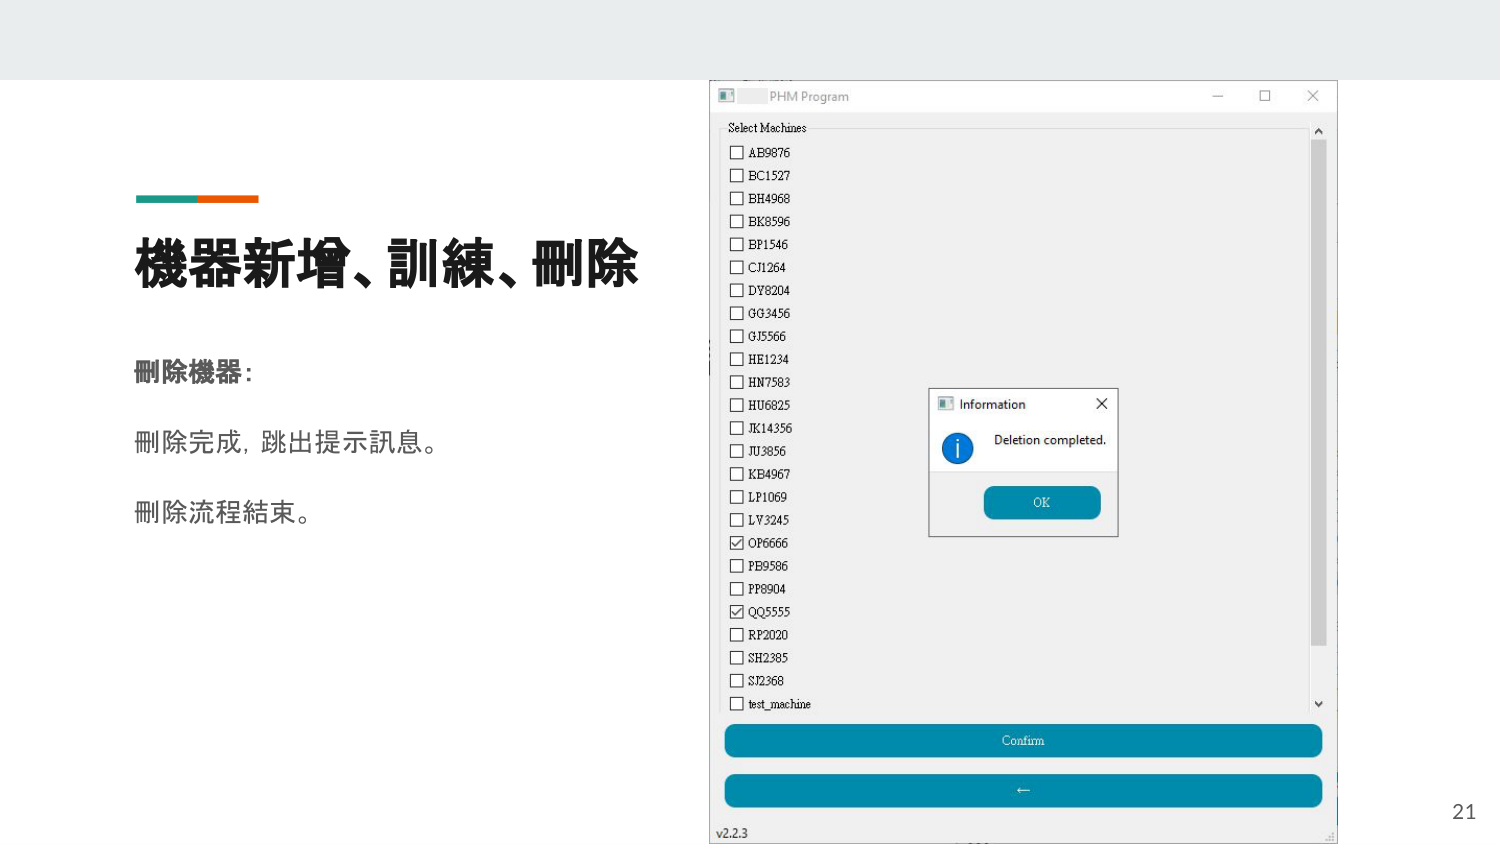 機器新增、訓練、刪除
刪除機器：
刪除完成，跳出提示訊息。
刪除流程結束。
PHM Program
Select Machines
AB9876
BC1527
BH4968
BK8596
BP1546
CJ1264
DY8204
GG3456
GJ5566
HE1234
HN7583
HU6825
JK14356
JU3856
KB4967
LP1069
LV3245
OP6666
PB9586
PP8904
QQ5555
RP2020
SH2385
SJ2368
test_machine
Information
Deletion completed.
OK
Confirm
←
v2.2.3
21